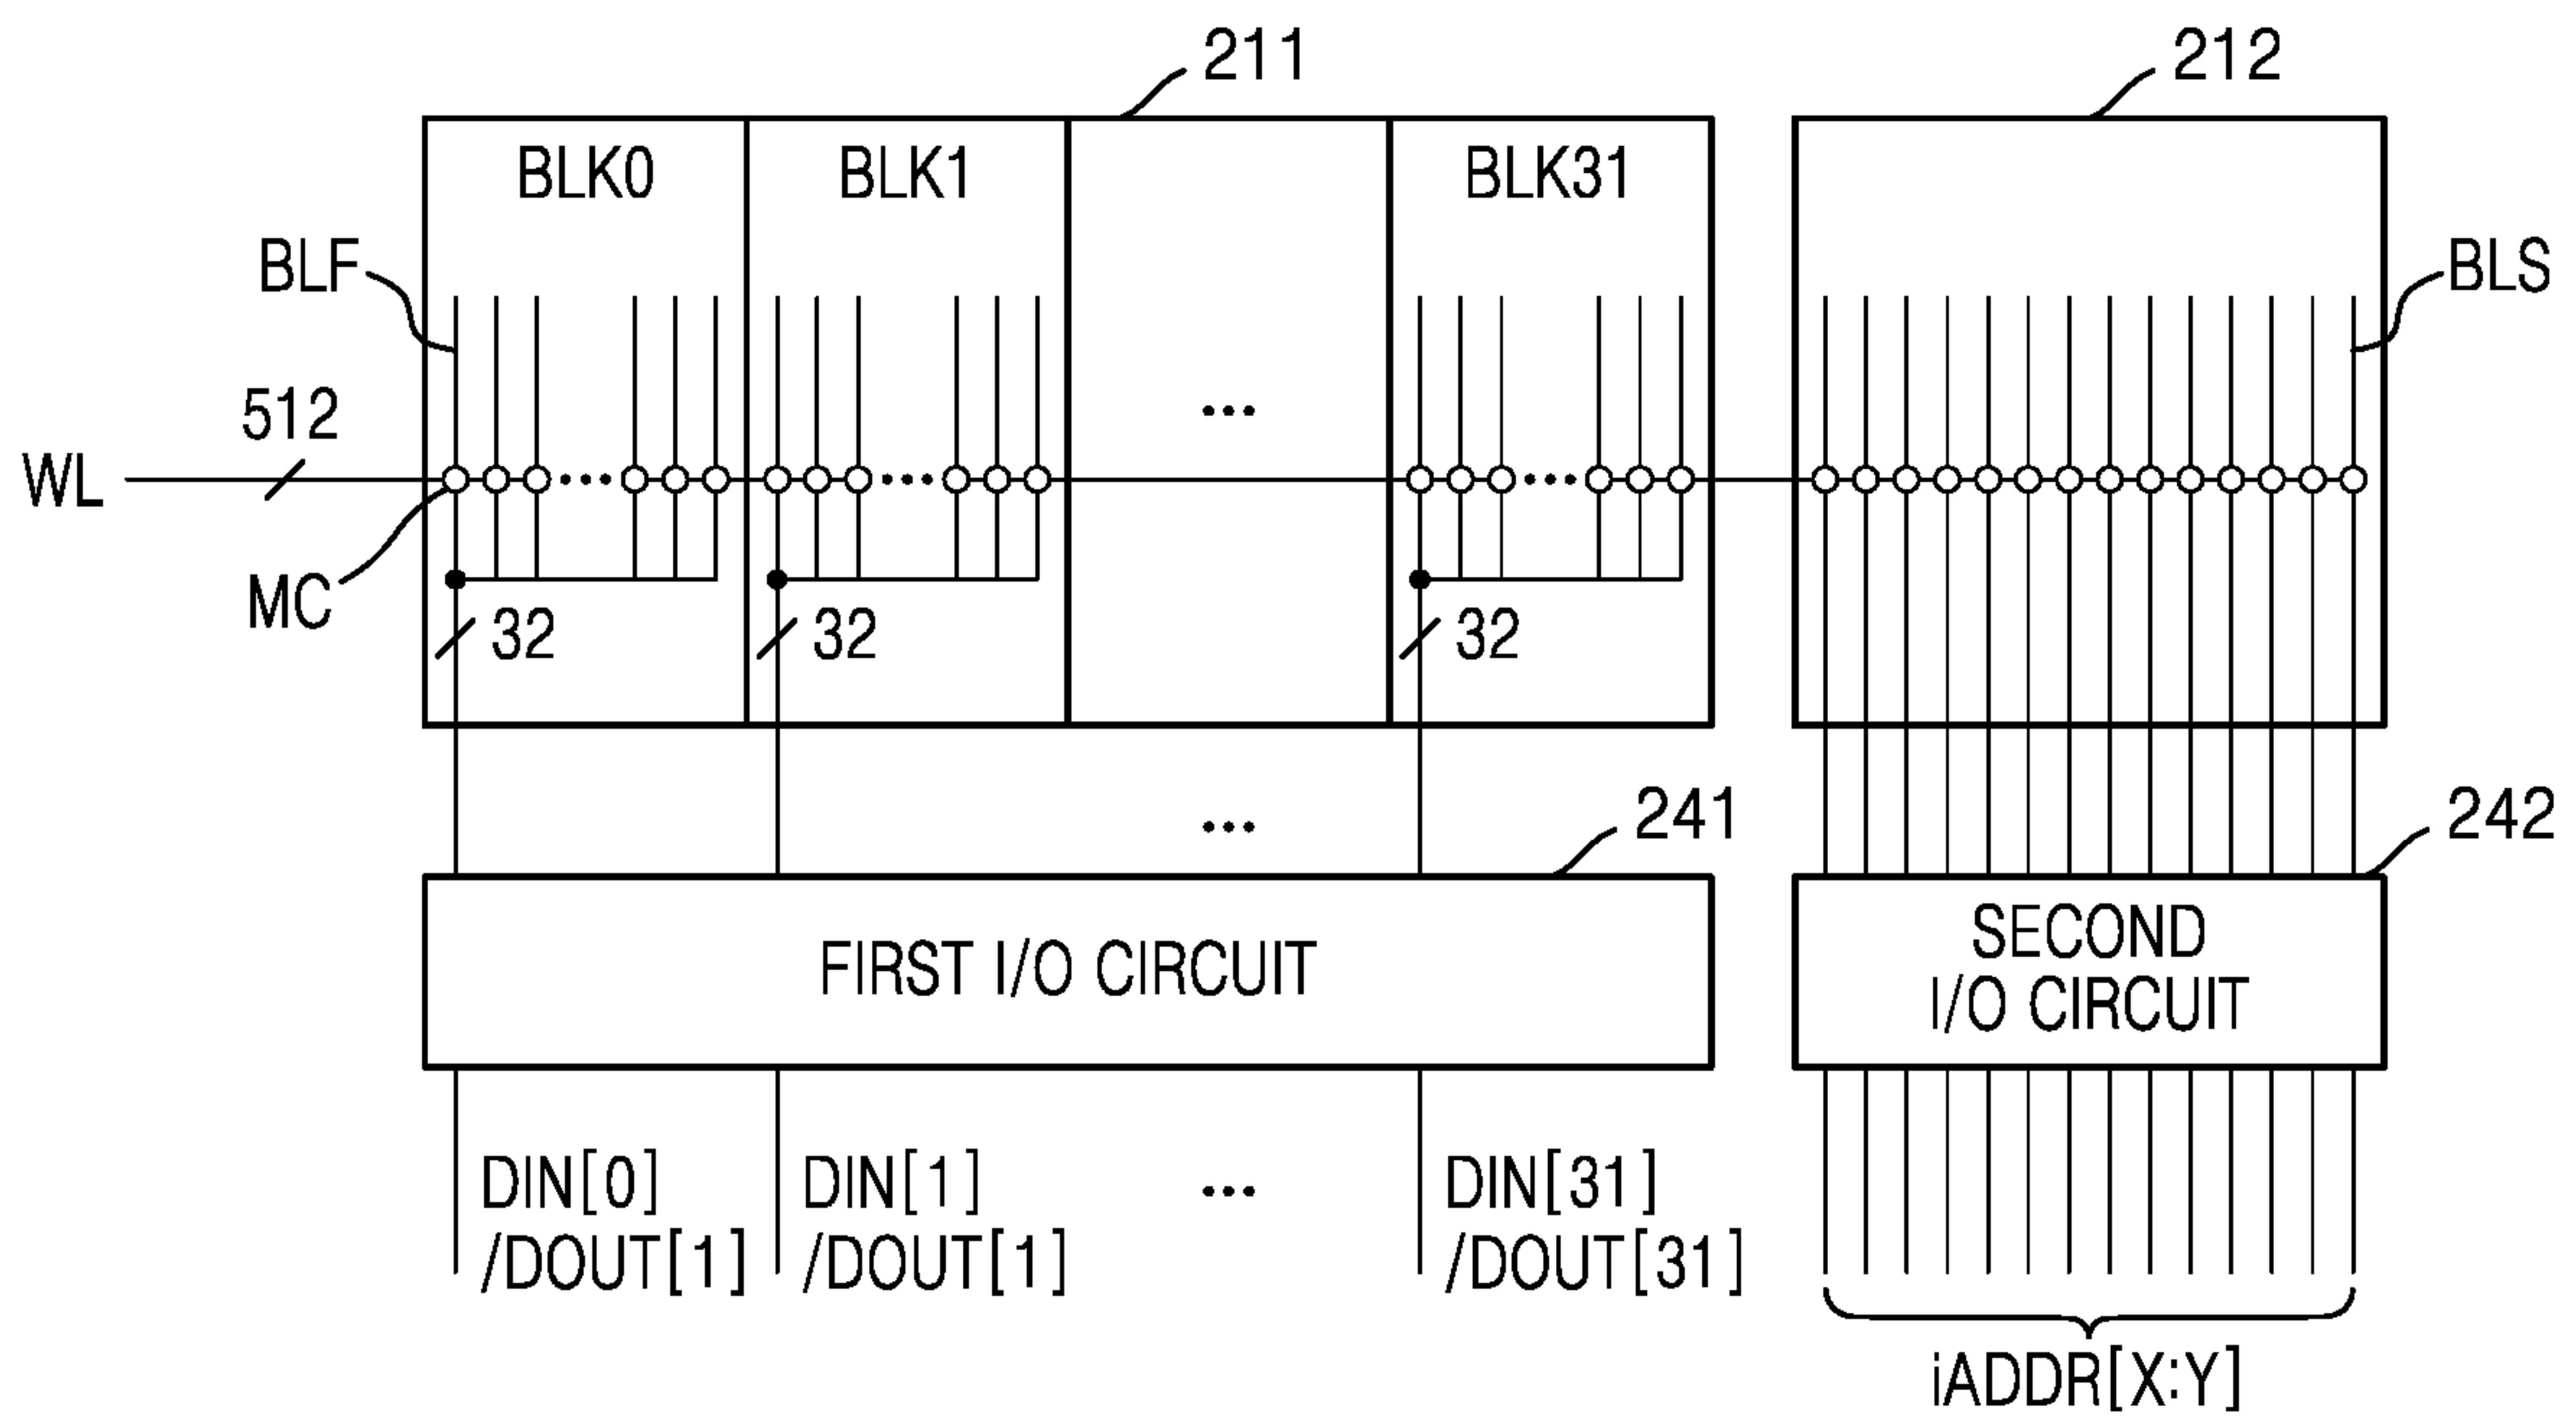 211
212
BLK0
BLK1
BLK31
BLF
BLS
512
...
WL
... ... ...
MC
32
32
32
...
241
242
FIRST I/O CIRCUIT
SECOND
I/O CIRCUIT
DIN[0]
/DOUT[1]
DIN[1]
/DOUT[1]
...
DIN[31]
/DOUT[31]
iADDR[X:Y]